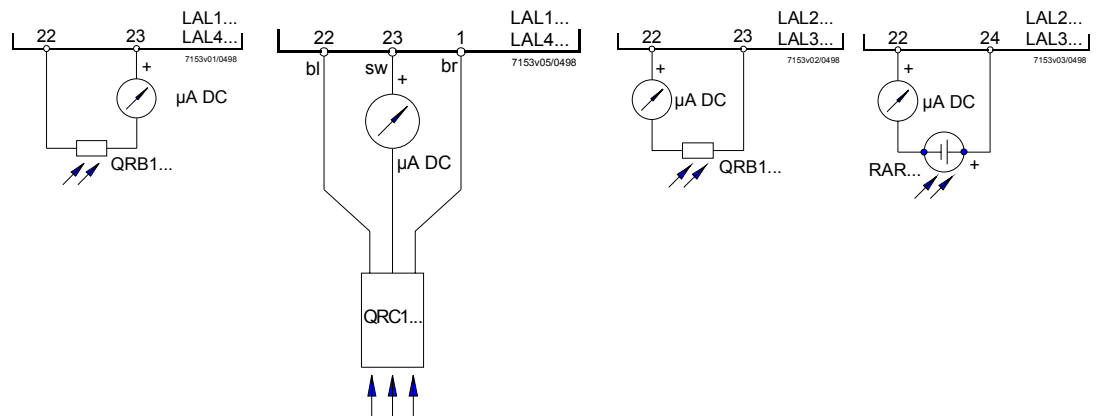 LAL1...
22 23 LAL4...
7153v01/0498
+
µA DC
QRB1...
LAL1...
22 23 1 LAL4...
bl sw br 7153v05/0498
+
µA DC
QRC1...
LAL2...
22 23 LAL3...
7153v02/0498
+
µA DC
QRB1...
LAL2...
22 24 LAL3...
7153v03/0498
+
µA DC
RAR... +